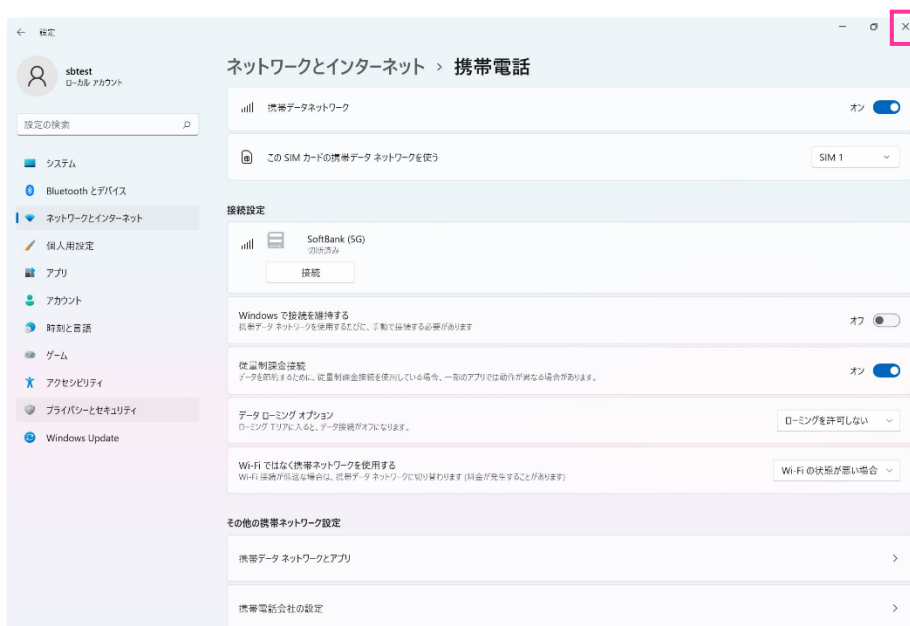 設定
sbtest
ローカル アカウント
設定の検索
システム
Bluetooth とデバイス
ネットワークとインターネット
個人用設定
アプリ
アカウント
時刻と言語
ゲーム
アクセシビリティ
プライバシーとセキュリティ
Windows Update
ネットワークとインターネット › 携帯電話
携帯データネットワーク
オン
この SIM カードの携帯データ ネットワークを使う
SIM 1
接続設定
SoftBank (5G)
切断済み
接続
Windows で接続を維持する
携帯データ ネットワークを使用するたびに、手動で接続する必要があります
オフ
従量制課金接続
データを節約するために、従量制課金接続を使用している場合、一部のアプリでは動作が異なる場合があります。
オン
データ ローミング オプション
ローミング エリアに入ると、データ接続がオフになります。
ローミングを許可しない
Wi-Fi ではなく携帯ネットワークを使用する
Wi-Fi 接続が低速な場合は、携帯データ ネットワークに切り替わります (料金が発生することがあります)
Wi-Fi の状態が悪い場合
その他の携帯ネットワーク設定
携帯データ ネットワークとアプリ
携帯電話会社の設定